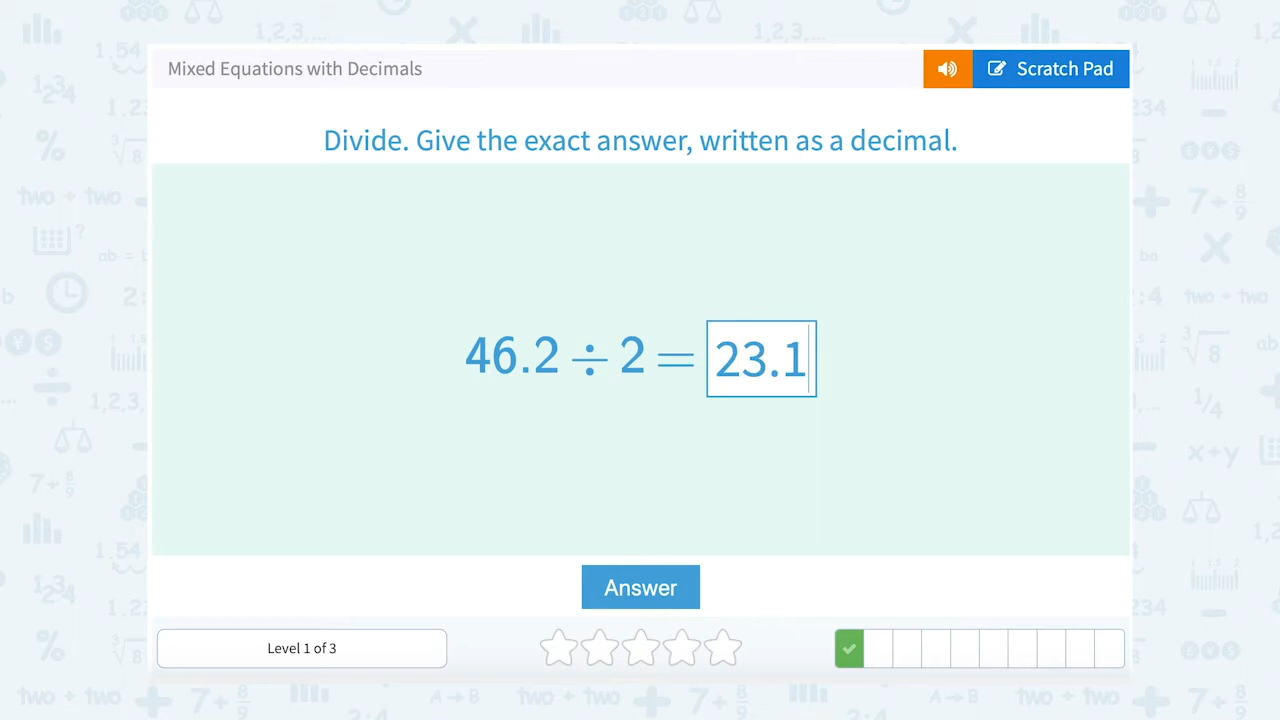 Mixed Equations with Decimals
Scratch Pad
Divide. Give the exact answer, written as a decimal.
46.2 ÷ 2 = 23.1
Answer
Level 1 of 3